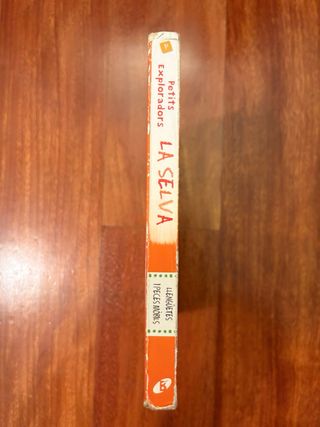 Petits
Exploradors
LA SELVA
LLENGÜETES
I PECES MÒBILS